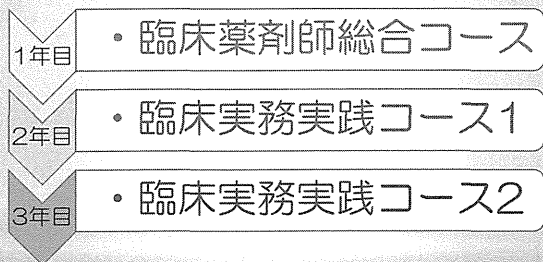 1年目
・臨床薬剤師総合コース
2年目
・臨床実務実践コース1
3年目
・臨床実務実践コース2